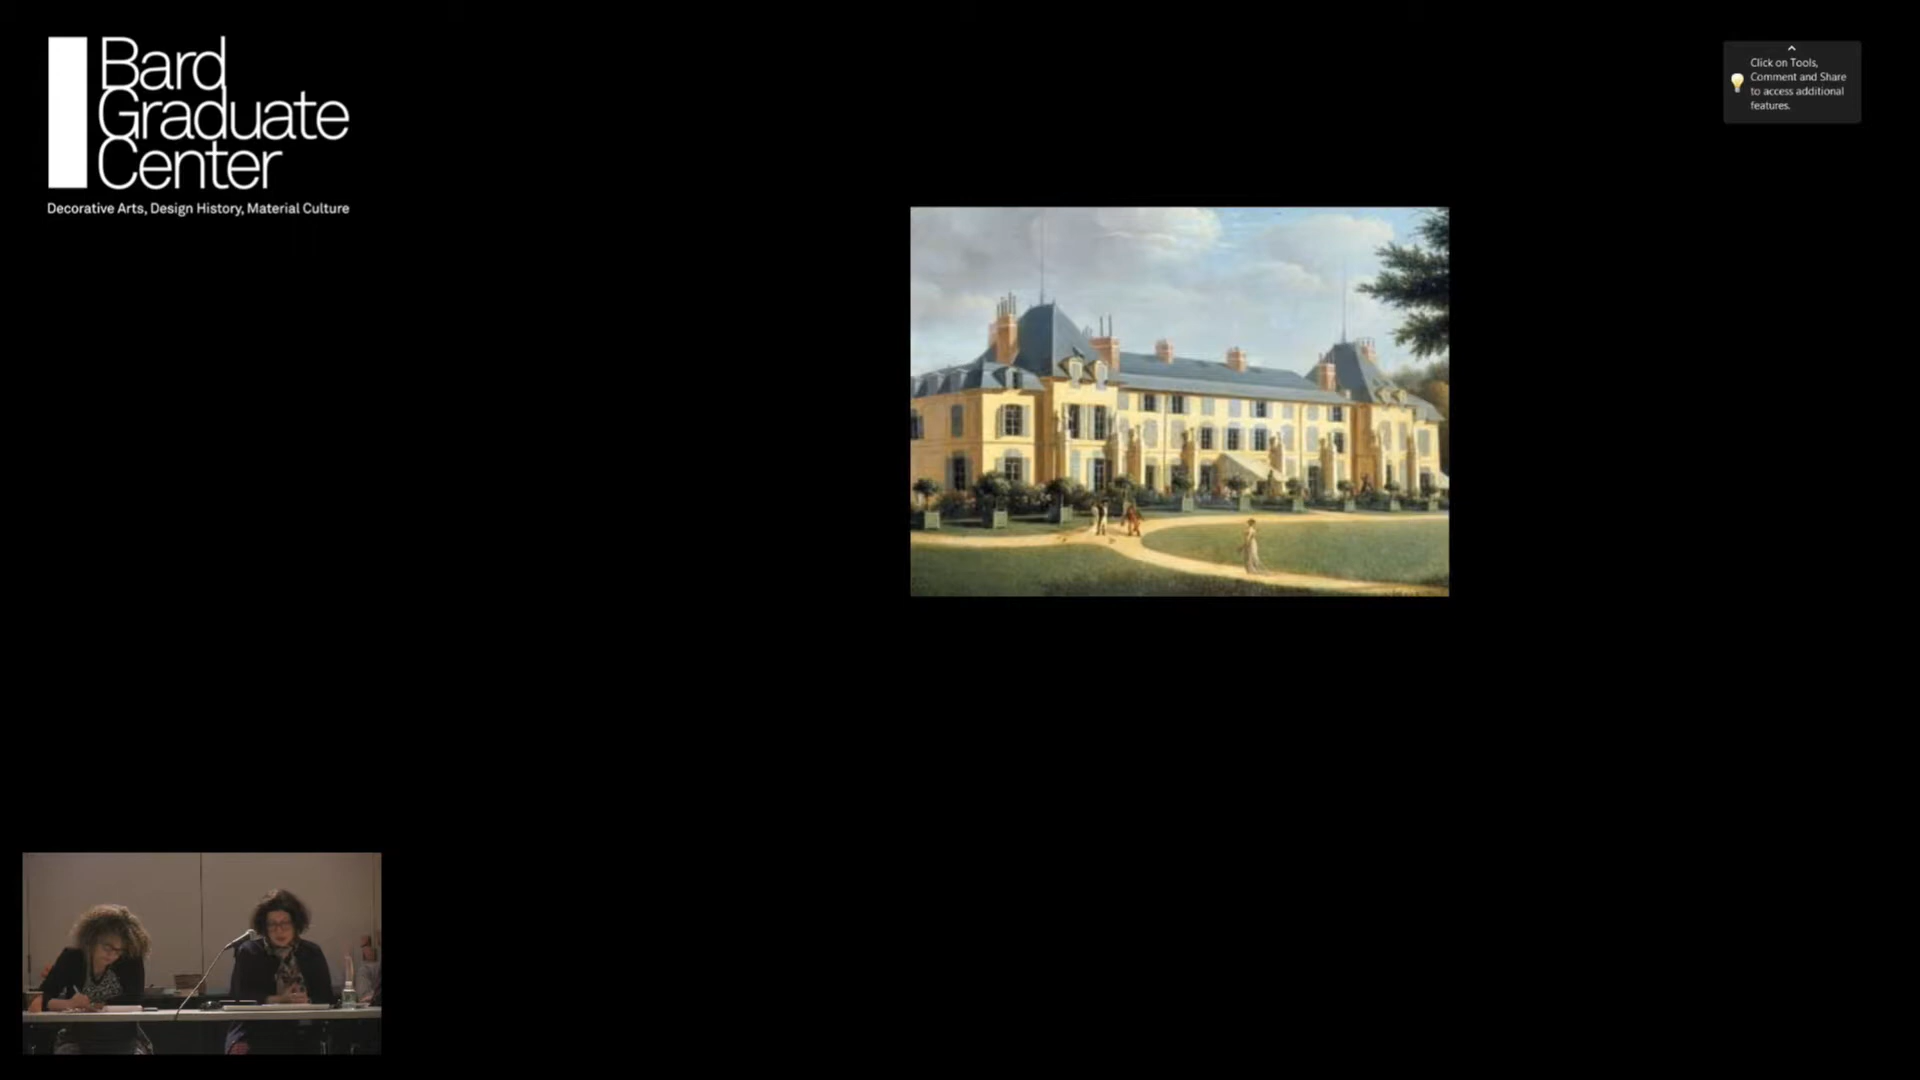 Bard
Graduate
Center
Decorative Arts, Design History, Material Culture
Click on Tools,
Comment and Share
to access additional
features.